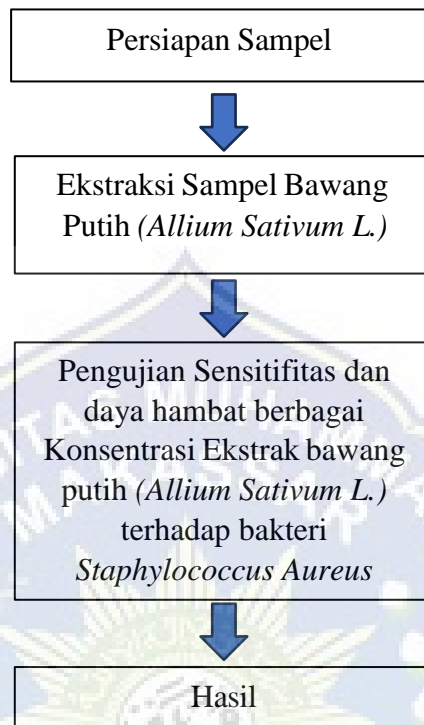 Persiapan Sampel
Ekstraksi Sampel Bawang
Putih (Allium Sativum L.)
Pengujian Sensitifitas dan
daya hambat berbagai
Konsentrasi Ekstrak bawang
putih (Allium Sativum L.)
terhadap bakteri
Staphylococcus Aureus
Hasil